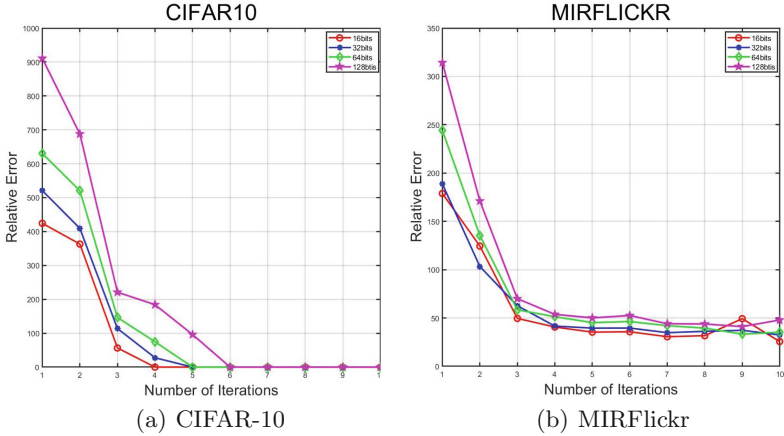 CIFAR10
1000
900
800
700
600
500
400
300
200
100
0
Relative Error
1 2 3 4 5 6 7 8 9 1
Number of Iterations
16bits
32bits
64bits
128btis
(a) CIFAR-10
MIRFLICKR
350
300
250
200
150
100
50
0
Relative Error
1 2 3 4 5 6 7 8 9 10
Number of Iterations
16bits
32bits
64bits
128btis
(b) MIRFlickr